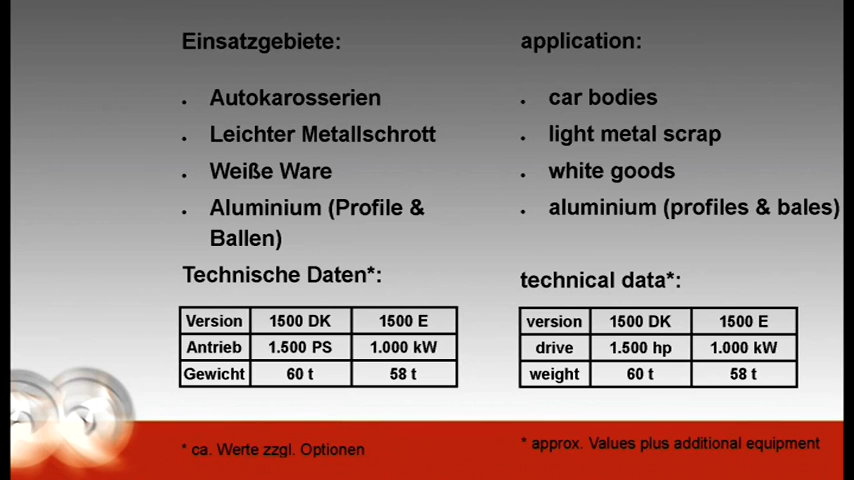 Einsatzgebiete:
• Autokarosserien
• Leichter Metallschrott
• Weiße Ware
• Aluminium (Profile &
Ballen)
Technische Daten*:
Version 1500 DK 1500 E
Antrieb 1.500 PS 1.000 kW
Gewicht 60 t 58 t
* ca. Werte zzgl. Optionen
application:
• car bodies
• light metal scrap
• white goods
• aluminium (profiles & bales)
technical data*:
version 1500 DK 1500 E
drive 1.500 hp 1.000 kW
weight 60 t 58 t
* approx. Values plus additional equipment